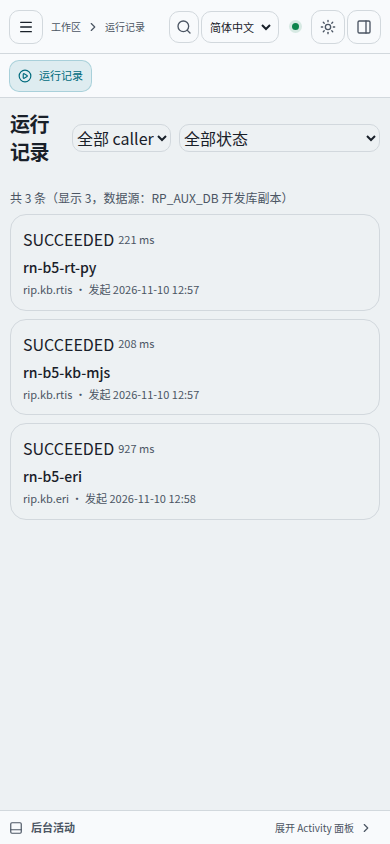 工作区 > 运行记录 简体中文
运行记录
运行
记录
全部 caller 全部状态
共 3 条（显示 3，数据源：RP_AUX_DB 开发库副本）
SUCCEEDED 221 ms
rn-b5-rt-py
rip.kb.rtis · 发起 2026-11-10 12:57
SUCCEEDED 208 ms
rn-b5-kb-mjs
rip.kb.rtis · 发起 2026-11-10 12:57
SUCCEEDED 927 ms
rn-b5-eri
rip.kb.eri · 发起 2026-11-10 12:58
后台活动 展开 Activity 面板